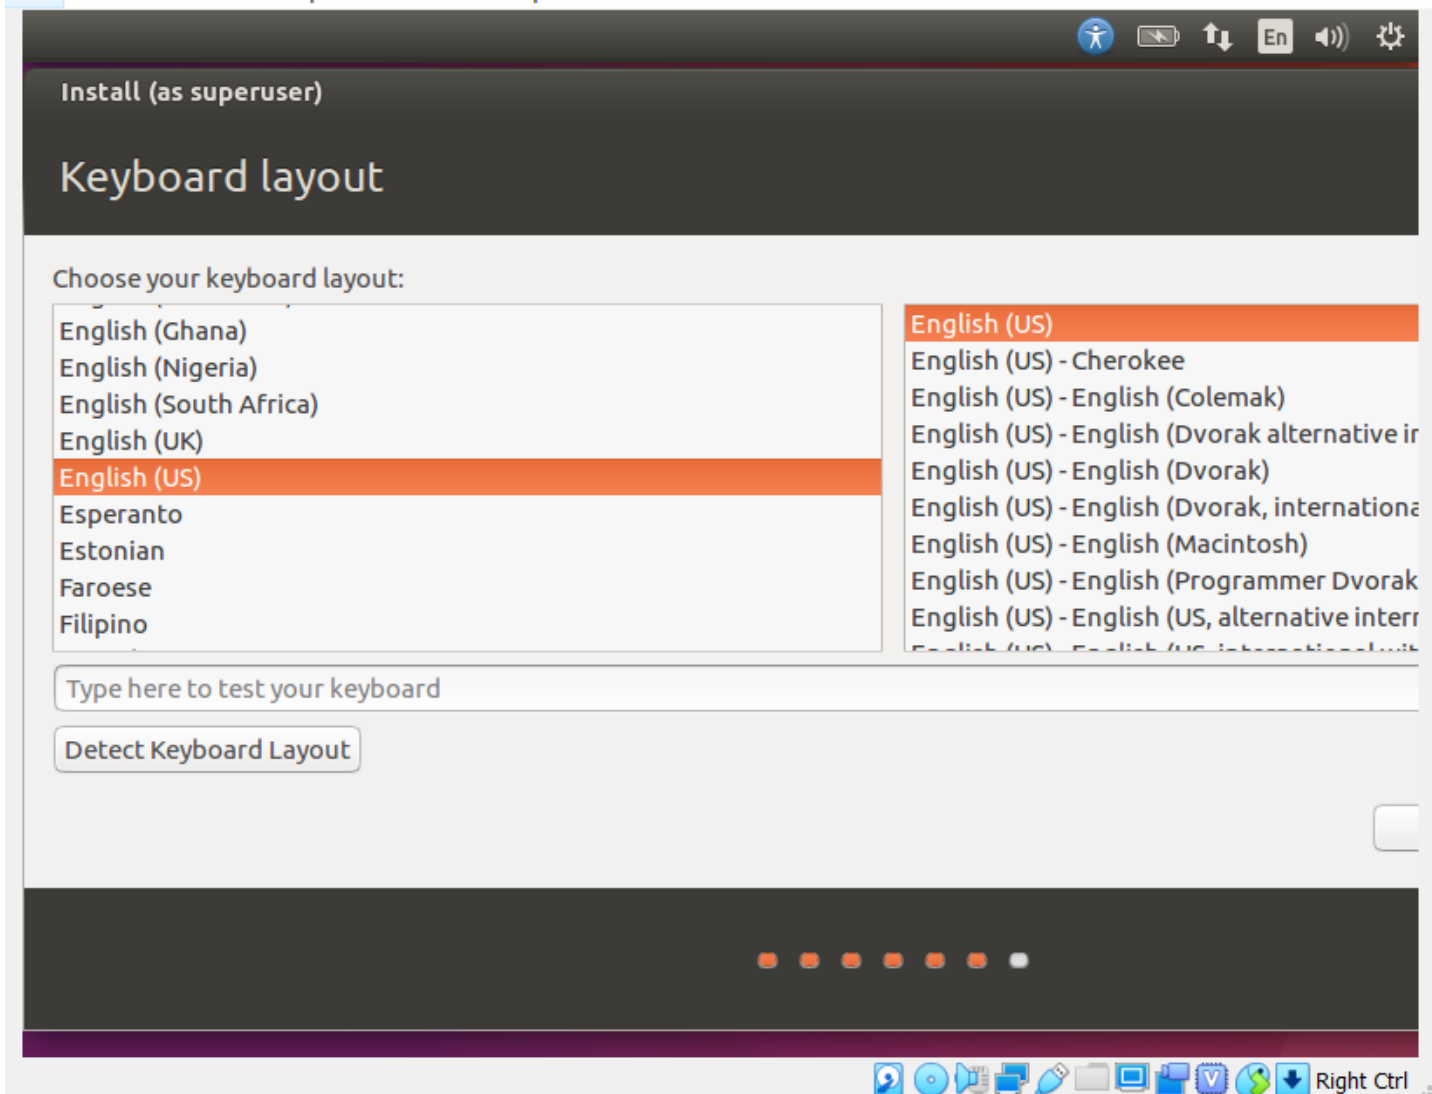 En
Install (as superuser)
Keyboard layout
Choose your keyboard layout:
English (Ghana)
English (Nigeria)
English (South Africa)
English (UK)
English (US)
Esperanto
Estonian
Faroese
Filipino
English (US)
English (US) - Cherokee
English (US) - English (Colemak)
English (US) - English (Dvorak alternative
English (US) - English (Dvorak)
English (US) - English (Dvorak,
English (US) - English (Macintosh)
English (US) - English (Programmer Dvorak
English (US) - English (US, alternative
Type here to test your keyboard
Detect Keyboard Layout
V
Right Ctrl